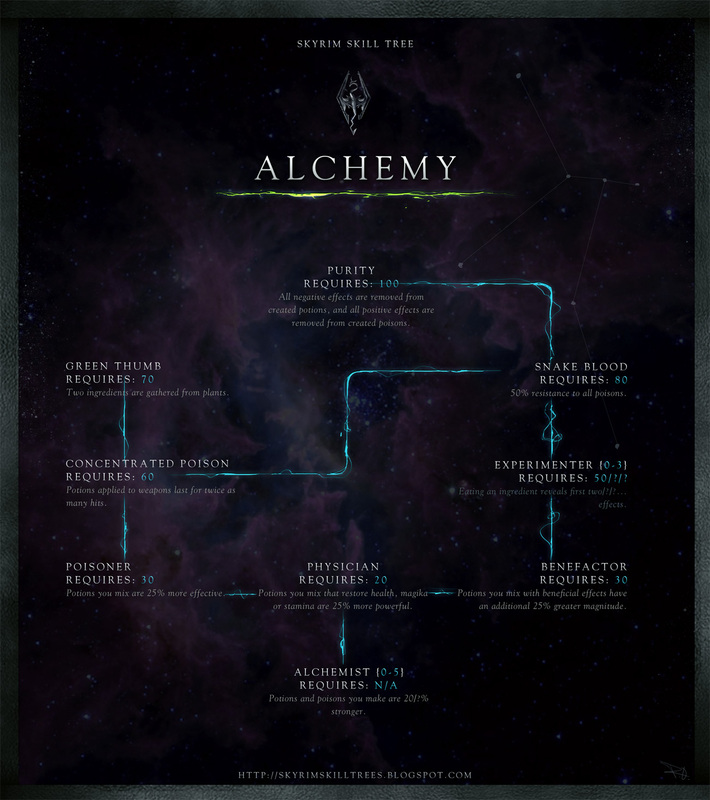 SKYRIM SKILL TREE
ALCHEMY
PURITY
REQUIRES: 100
All negative effects are removed from
created potions, and all positive effects are
removed from created poisons.
GREEN THUMB
REQUIRES: 70
Two ingredients are gathered from plants.
SNAKE BLOOD
REQUIRES: 80
50% resistance to all poisons.
CONCENTRATED POISON
REQUIRES: 60
Potions applied to weapons last for twice as
many hits.
EXPERIMENTER {0-3}
REQUIRES: 50/?/?
Eating an ingredient reveals first two/?/?...
effects.
POISONER
REQUIRES: 30
Potions you mix are 25% more effective.
PHYSICIAN
REQUIRES: 20
Potions you mix that restore health, magika
or stamina are 25% more powerful.
BENEFACTOR
REQUIRES: 30
Potions you mix with beneficial effects have
an additional 25% greater magnitude.
ALCHEMIST {0-5}
REQUIRES: N/A
Potions and poisons you make are 20/?%
stronger.
HTTP://SKYRIMSKILLTREES.BLOGSPOT.COM